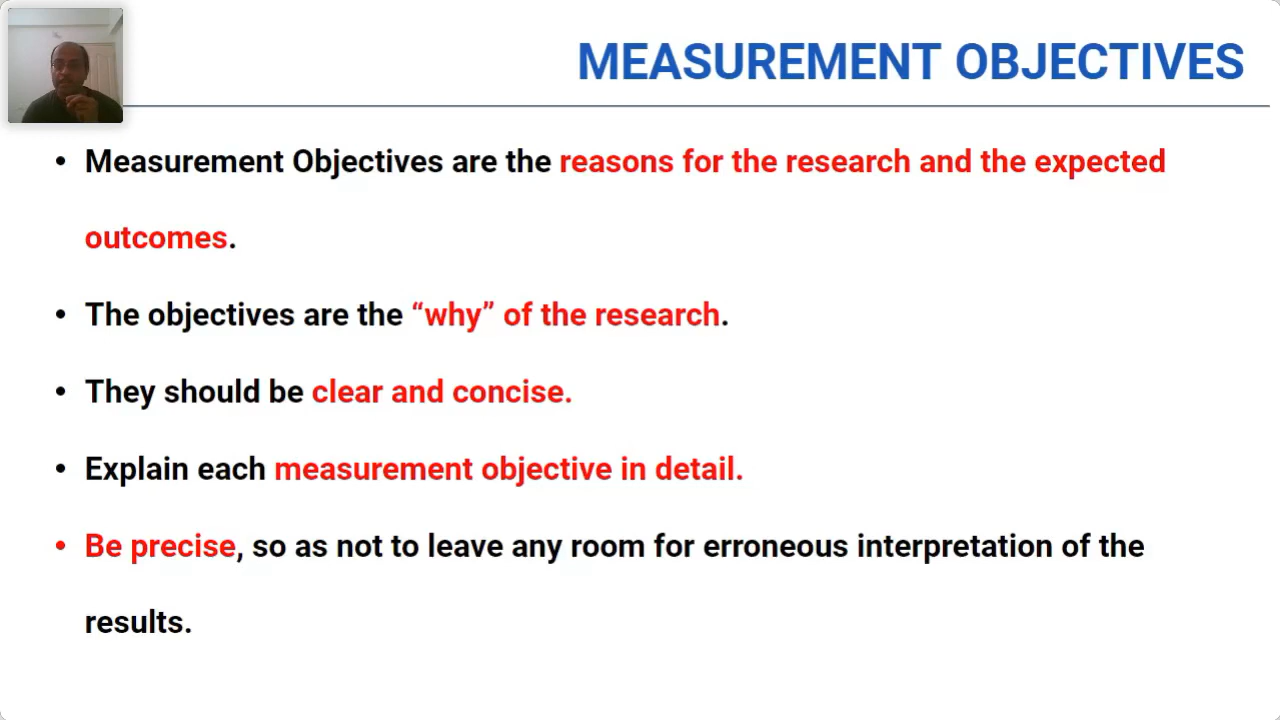 MEASUREMENT OBJECTIVES
• Measurement Objectives are the reasons for the research and the expected
outcomes.
• The objectives are the “why” of the research.
• They should be clear and concise.
• Explain each measurement objective in detail.
• Be precise, so as not to leave any room for erroneous interpretation of the
results.